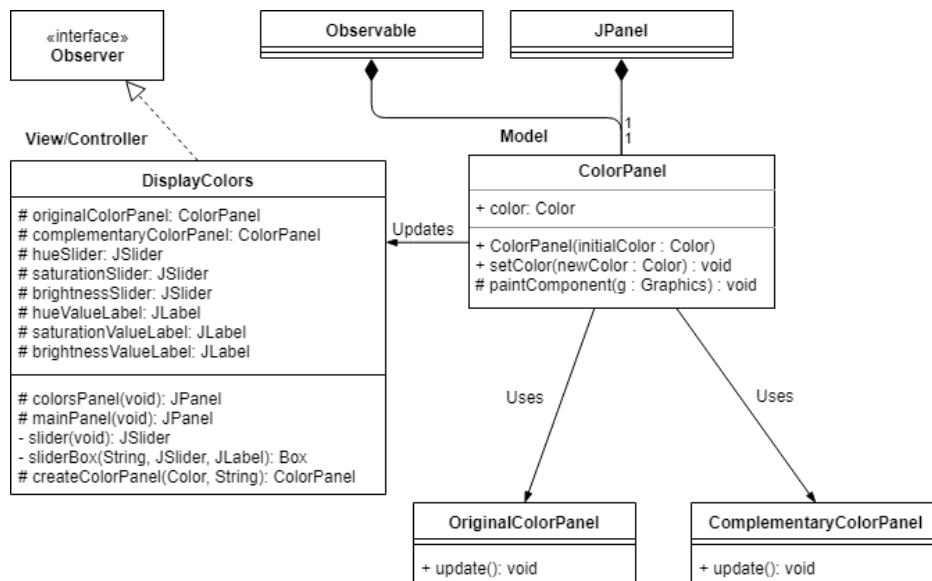 «interface»
Observer
Observable
JPanel
View/Controller
Model
1
1
DisplayColors
# originalColorPanel: ColorPanel
# complementaryColorPanel: ColorPanel
# hueSlider: JSlider
# saturationSlider: JSlider
# brightnessSlider: JSlider
# hueValueLabel: JLabel
# saturationValueLabel: JLabel
# brightnessValueLabel: JLabel
# colorsPanel(void): JPanel
# mainPanel(void): JPanel
- slider(void): JSlider
- sliderBox(String, JSlider, JLabel): Box
# createColorPanel(Color, String): ColorPanel
Updates
ColorPanel
+ color: Color
+ ColorPanel(initialColor : Color)
+ setColor(newColor : Color) : void
# paintComponent(g : Graphics) : void
Uses
Uses
OriginalColorPanel
+ update(): void
ComplementaryColorPanel
+ update(): void